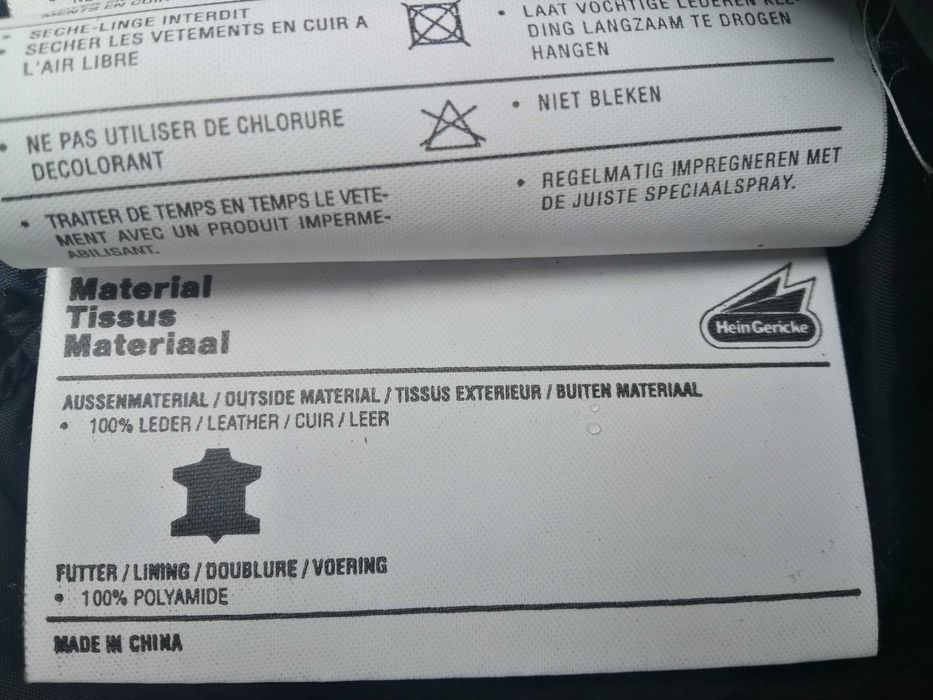 SECHE-LINGE INTERDIT
• SECHER LES VETEMENTS EN CUIR A
L'AIR LIBRE
• LAAT VOCHTIGE LEDEREN KLE-
DING LANGZAAM TE DROGEN
HANGEN
• NE PAS UTILISER DE CHLORURE
DECOLORANT
• NIET BLEKEN
• TRAITER DE TEMPS EN TEMPS LE VETE-
MENT AVEC UN PRODUIT IMPERME-
ABILISANT.
• REGELMATIG IMPREGNEREN MET
DE JUISTE SPECIAALSPRAY.
Material
Tissus
Materiaal
Hein Gericke
AUSSENMATERIAL / OUTSIDE MATERIAL / TISSUS EXTERIEUR / BUITEN MATERIAAL
• 100% LEDER / LEATHER / CUIR / LEER
FUTTER / LINING / DOUBLURE / VOERING
• 100% POLYAMIDE
MADE IN CHINA